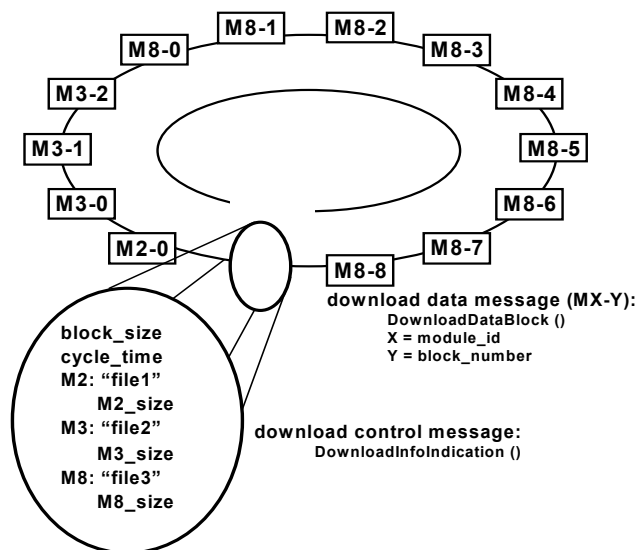 M8-1
M8-2
M8-0
M8-3
M3-2
M8-4
M3-1
M8-5
M3-0
M8-6
M2-0
M8-7
M8-8
download data message (MX-Y):
DownloadDataBlock ()
X = module_id
Y = block_number
block_size
cycle_time
M2: “file1”
M2_size
M3: “file2”
M3_size
M8: “file3”
M8_size
download control message:
DownloadInfoIndication ()